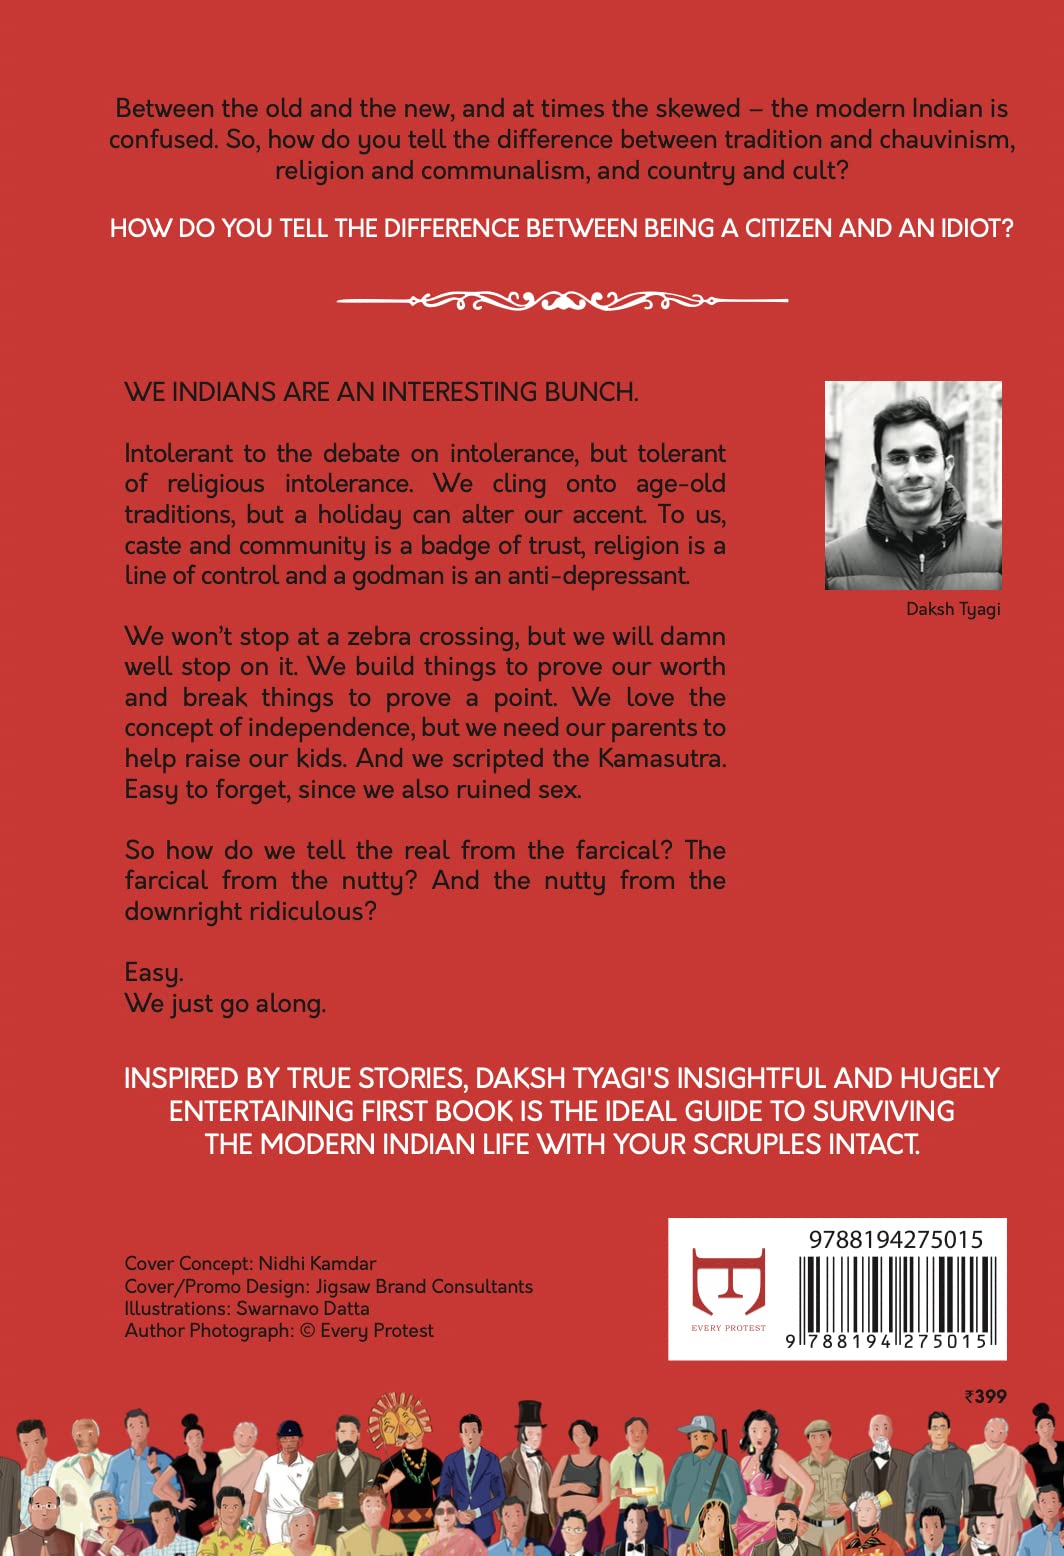 Between the old and the new, and at times the skewed – the modern Indian is
confused. So, how do you tell the difference between tradition and chauvinism,
religion and communalism, and country and cult?
HOW DO YOU TELL THE DIFFERENCE BETWEEN BEING A CITIZEN AND AN IDIOT?
WE INDIANS ARE AN INTERESTING BUNCH.
Intolerant to the debate on intolerance, but tolerant
of religious intolerance. We cling onto age-old
traditions, but a holiday can alter our accent. To us,
caste and community is a badge of trust, religion is a
line of control and a godman is an anti-depressant.
We won't stop at a zebra crossing, but we will damn
well stop on it. We build things to prove our worth
and break things to prove a point. We love the
concept of independence, but we need our parents to
help raise our kids. And we scripted the Kamasutra.
Easy to forget, since we also ruined sex.
So how do we tell the real from the farcical? The
farcical from the nutty? And the nutty from the
downright ridiculous?
Easy.
We just go along.
Daksh Tyagi
INSPIRED BY TRUE STORIES, DAKSH TYAGI'S INSIGHTFUL AND HUGELY
ENTERTAINING FIRST BOOK IS THE IDEAL GUIDE TO SURVIVING
THE MODERN INDIAN LIFE WITH YOUR SCRUPLES INTACT.
Cover Concept: Nidhi Kamdar
Cover/Promo Design: Jigsaw Brand Consultants
Illustrations: Swarnavo Datta
Author Photograph: © Every Protest
EVERY PROTEST
9788194275015
9 788194 275015
₹399